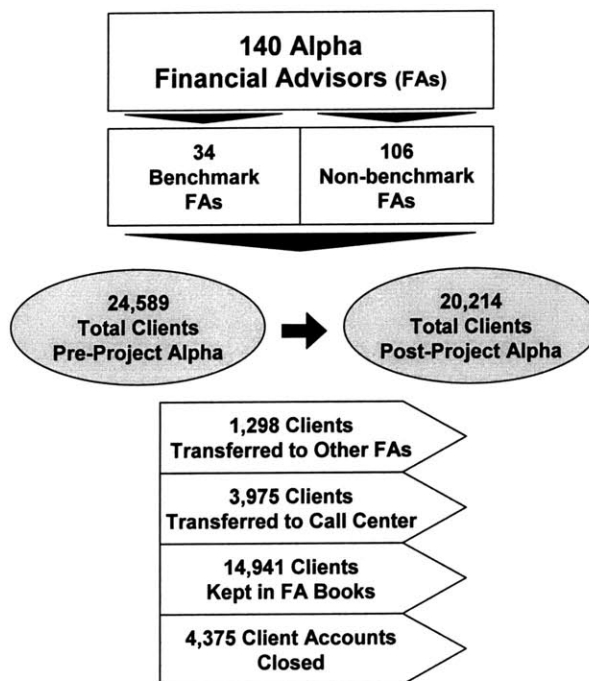 140 Alpha
Financial Advisors (FAs)
34
Benchmark
FAs
106
Non-benchmark
FAs
24,589
Total Clients
Pre-Project Alpha
20,214
Total Clients
Post-Project Alpha
1,298 Clients
Transferred to Other FAs
3,975 Clients
Transferred to Call Center
14,941 Clients
Kept in FA Books
4,375 Client Accounts
Closed